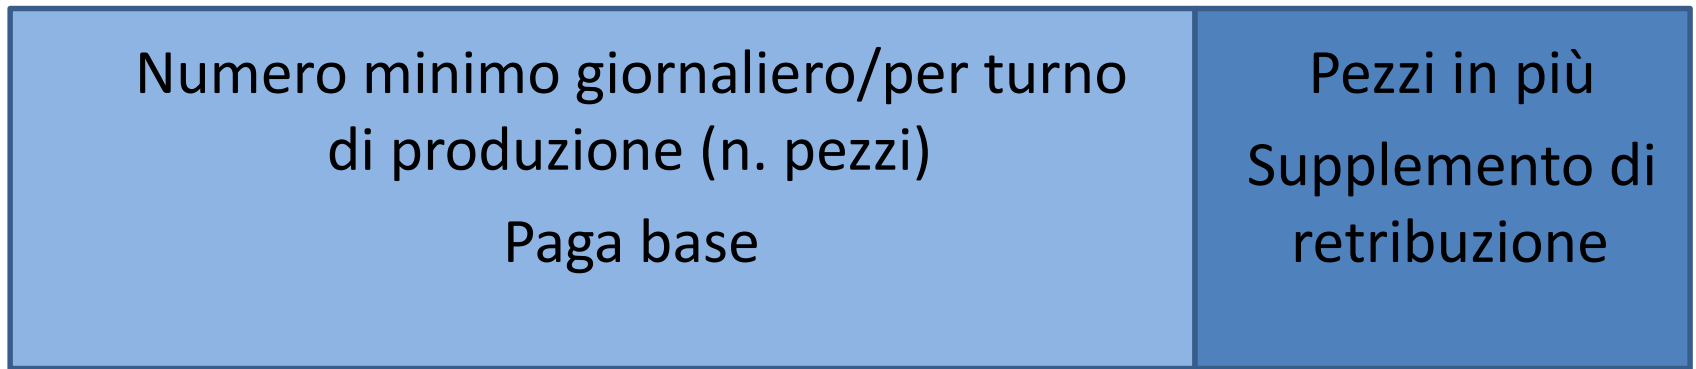 Numero minimo giornaliero/per turno
di produzione (n. pezzi)
Paga base
Pezzi in più
Supplemento di
retribuzione